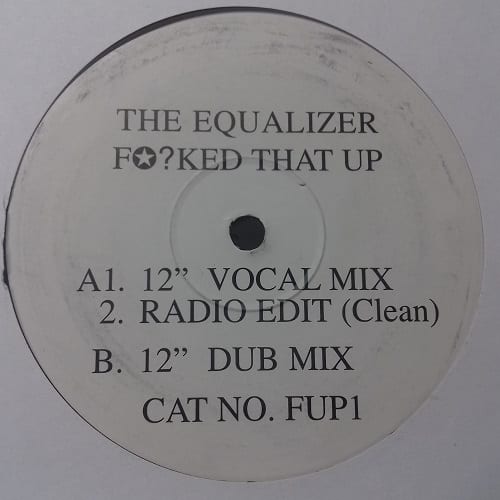 THE EQUALIZER
F✪?KED THAT UP
A1. 12” VOCAL MIX
2. RADIO EDIT (Clean)
B. 12” DUB MIX
CAT NO. FUP1